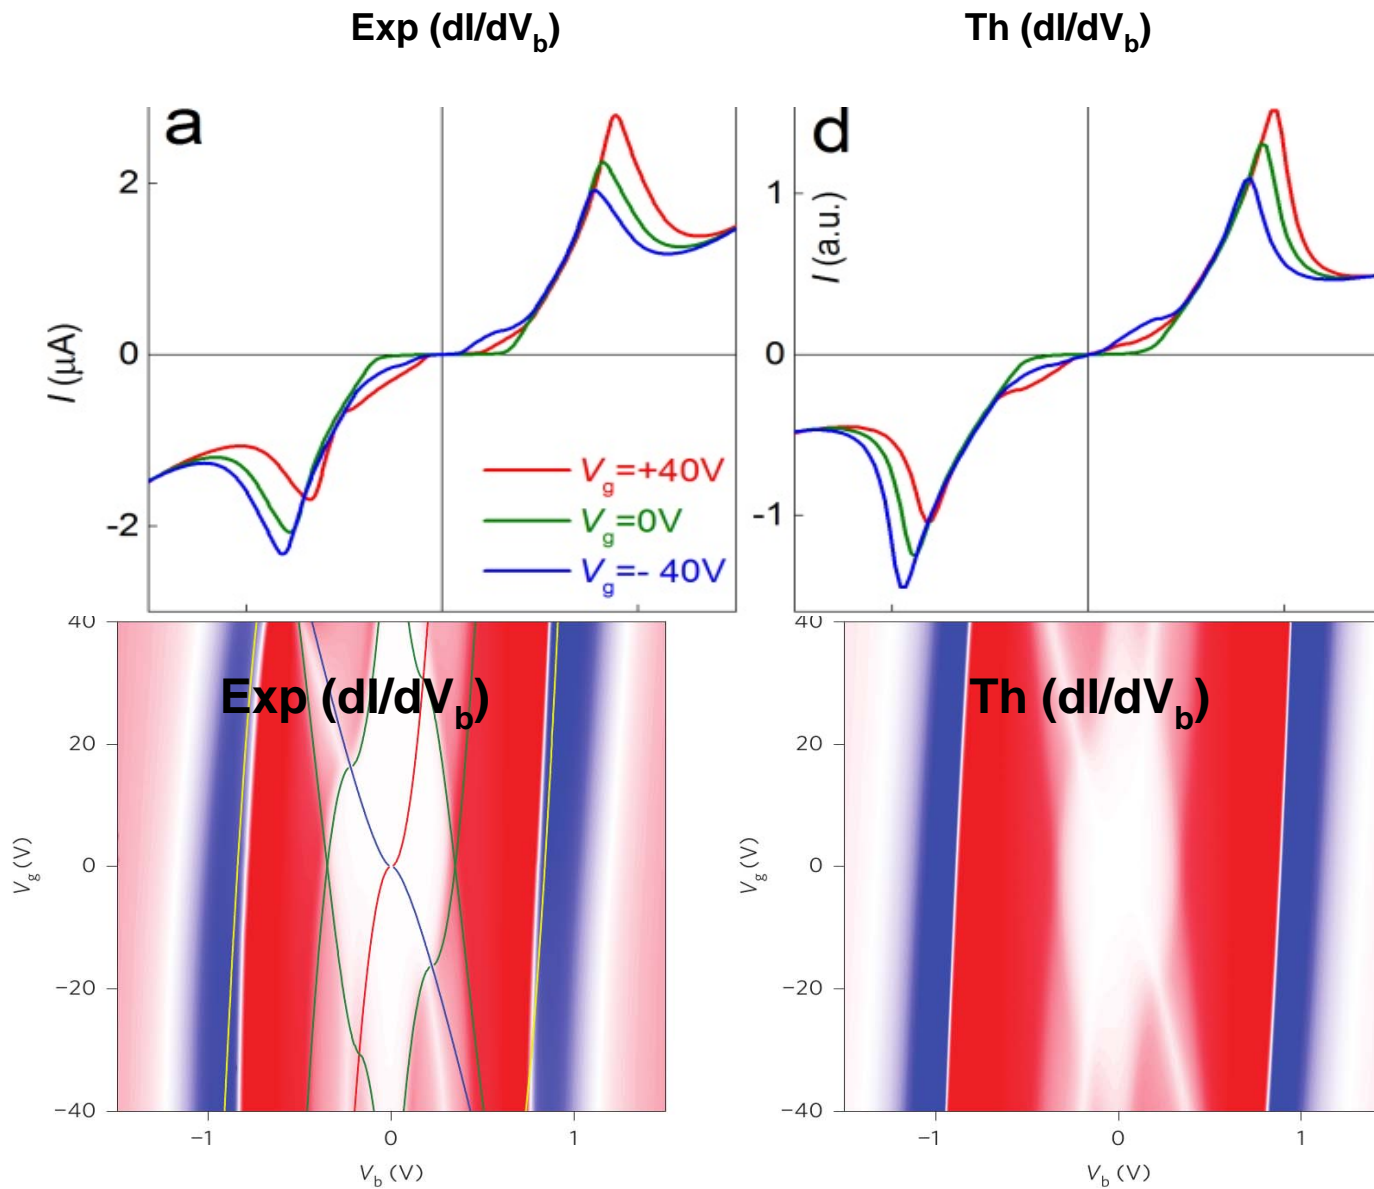 Exp (dI/dVb)
Th (dI/dVb)
a
2
0
-2
I (μA)
Vg=+40V
Vg=0V
Vg=- 40V
d
1
0
-1
I (a.u.)
40
20
0
−20
−40
Vg (V)
Exp (dI/dVb)
−1
0
1
Vb (V)
40
20
0
−20
−40
Vg (V)
Th (dI/dVb)
−1
0
1
Vb (V)